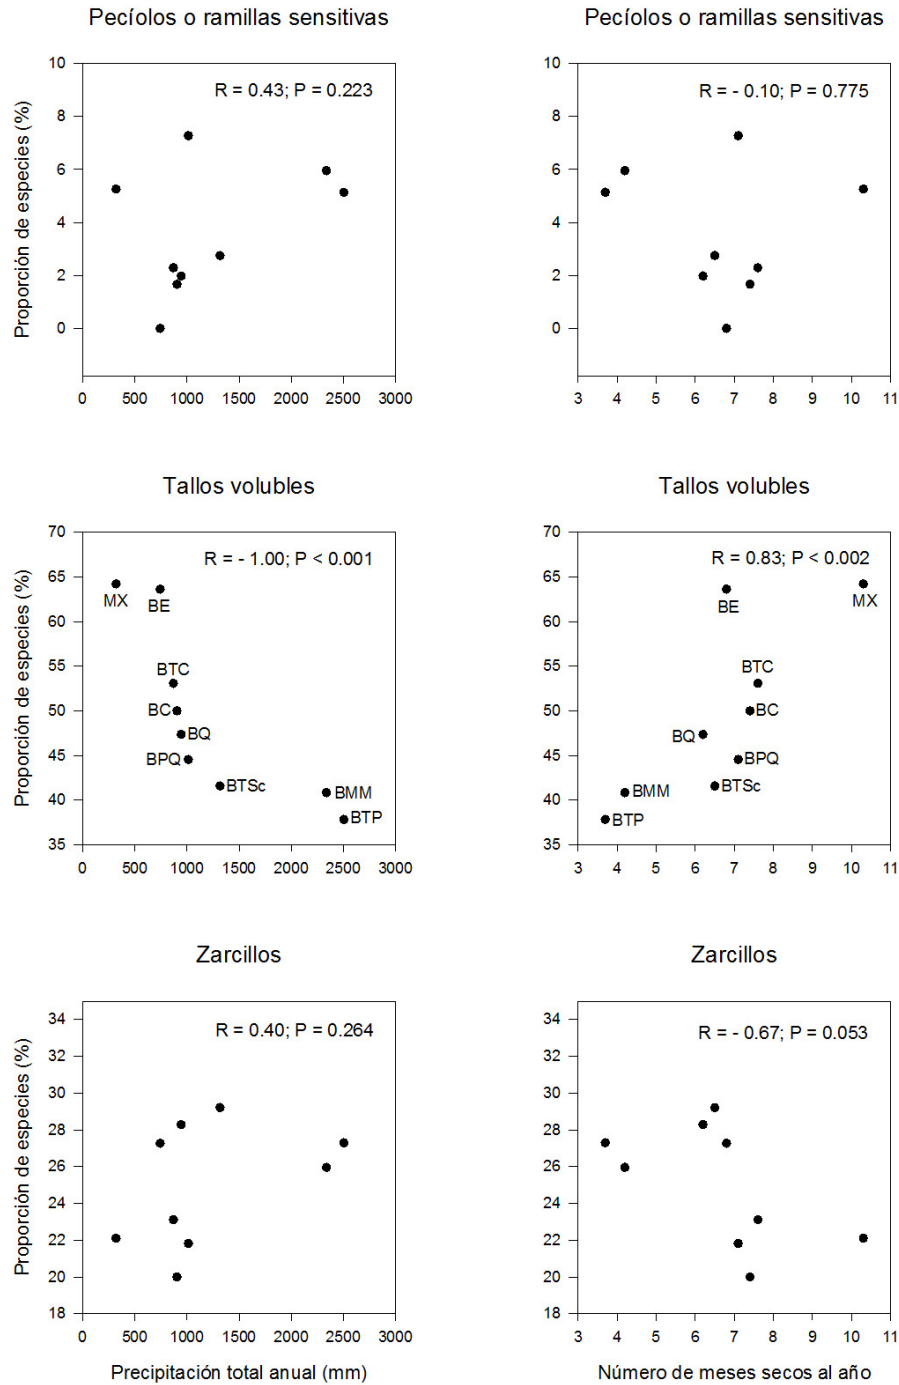 Pecíolos o ramillas sensitivas
Proporción de especies (%)
10
8
6
4
2
0
R = 0.43; P = 0.223
0 500 1000 1500 2000 2500 3000
Pecíolos o ramillas sensitivas
10
8
6
4
2
0
R = - 0.10; P = 0.775
3 4 5 6 7 8 9 10 11
Tallos volubles
Proporción de especies (%)
70
65
60
55
50
45
40
35
R = - 1.00; P < 0.001
MX
BE
BTC
BC
BQ
BPQ
BTSc
BMM
BTP
0 500 1000 1500 2000 2500 3000
Tallos volubles
70
65
60
55
50
45
40
35
R = 0.83; P < 0.002
BE
MX
BTC
BC
BQ
BPQ
BMM
BTSc
BTP
3 4 5 6 7 8 9 10 11
Zarcillos
Proporción de especies (%)
34
32
30
28
26
24
22
20
18
R = 0.40; P = 0.264
0 500 1000 1500 2000 2500 3000
Precipitación total anual (mm)
Zarcillos
34
32
30
28
26
24
22
20
18
R = - 0.67; P = 0.053
3 4 5 6 7 8 9 10 11
Número de meses secos al año